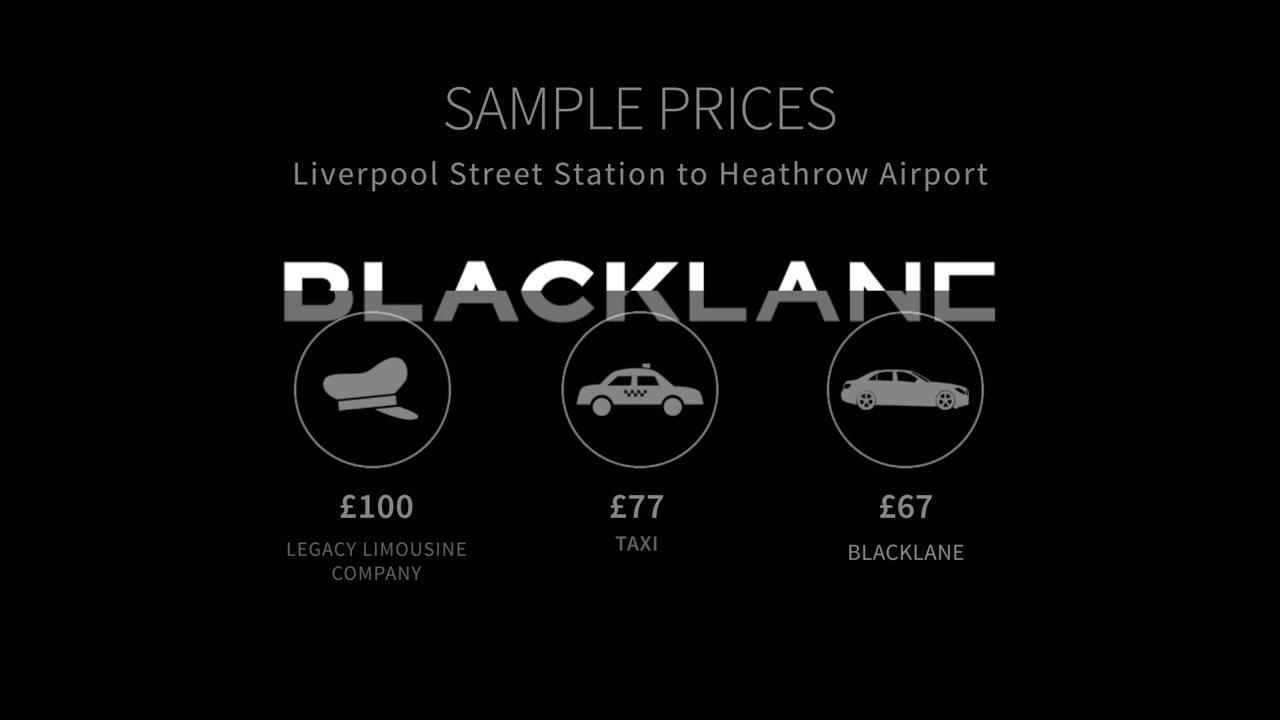 SAMPLE PRICES
Liverpool Street Station to Heathrow Airport
BLACKLANE
£100
LEGACY LIMOUSINE
COMPANY
£77
TAXI
£67
BLACKLANE